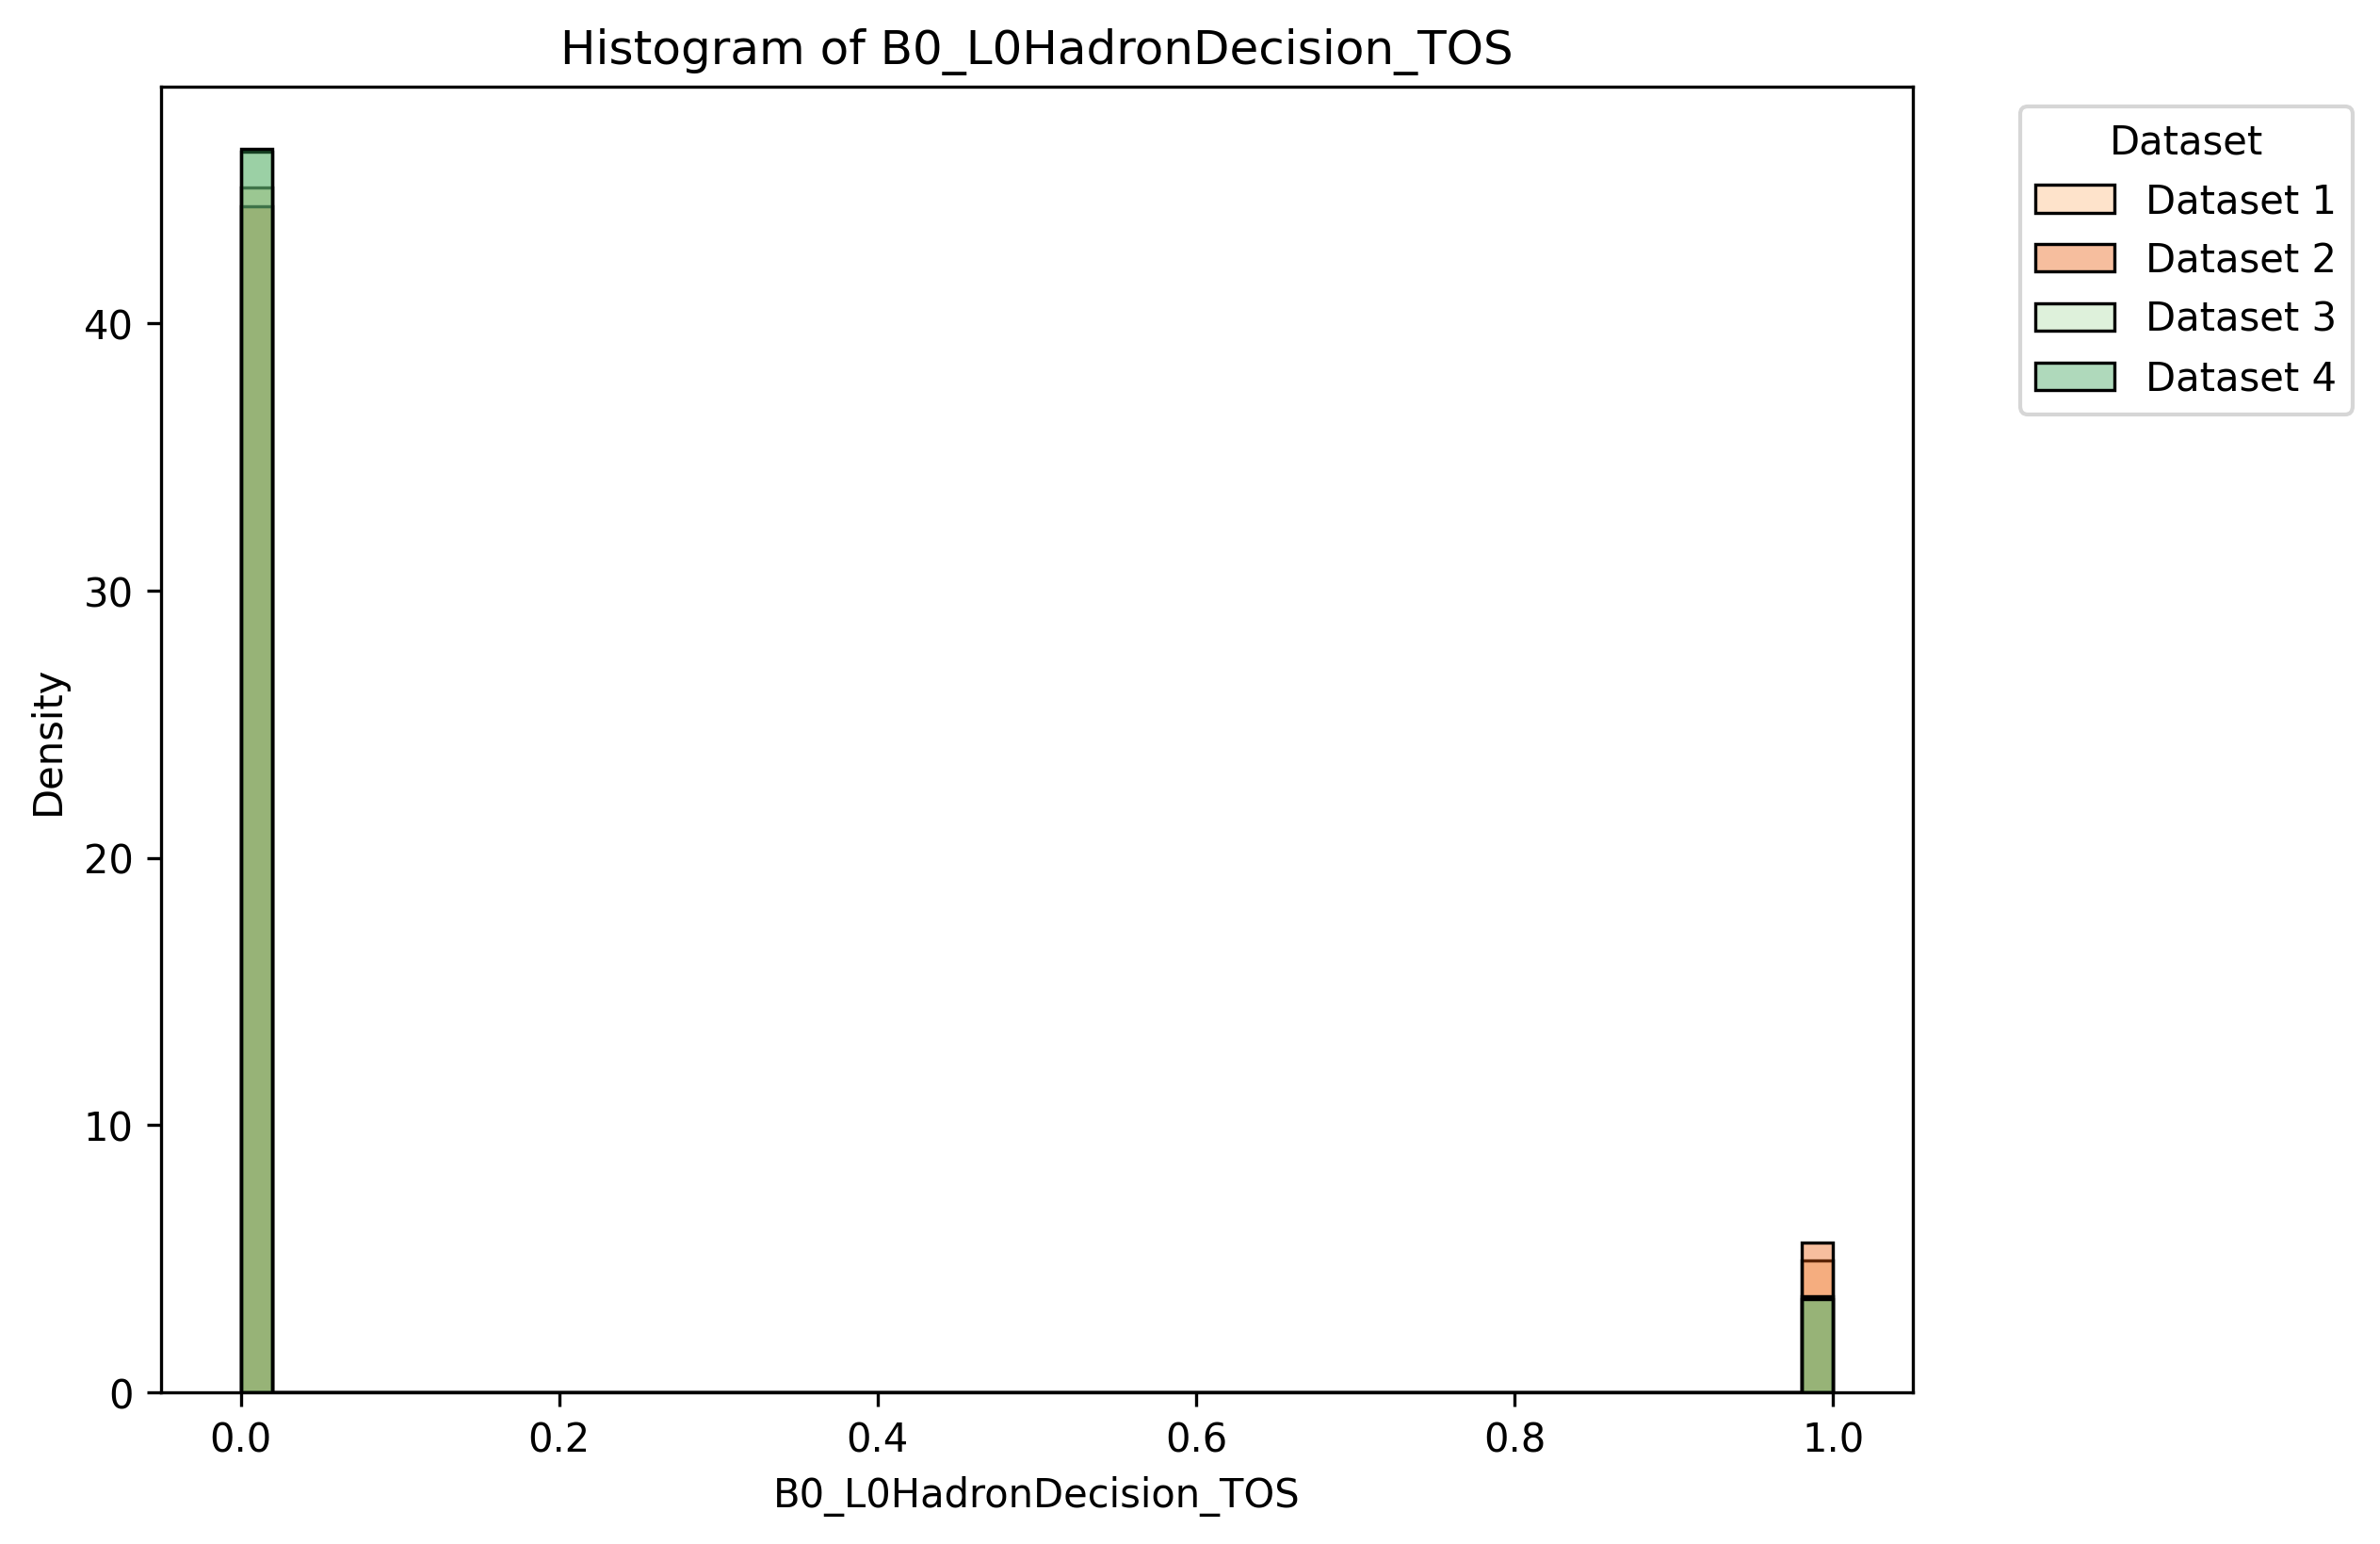 Histogram of B0_L0HadronDecision_TOS
Dataset
Dataset 1
Dataset 2
Dataset 3
Dataset 4
Density
40
30
20
10
0
0.0 0.2 0.4 0.6 0.8 1.0
B0_L0HadronDecision_TOS